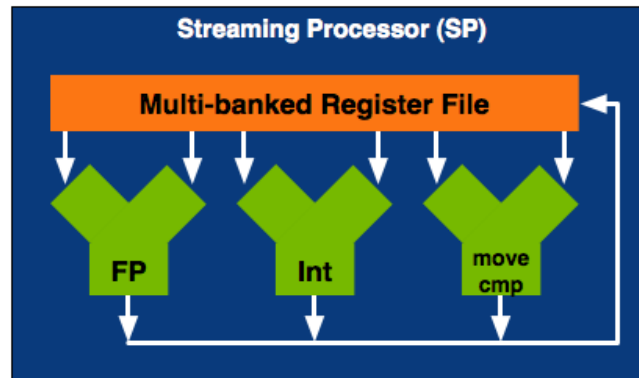 Streaming Processor (SP)
Multi-banked Register File
FP
Int
move
cmp